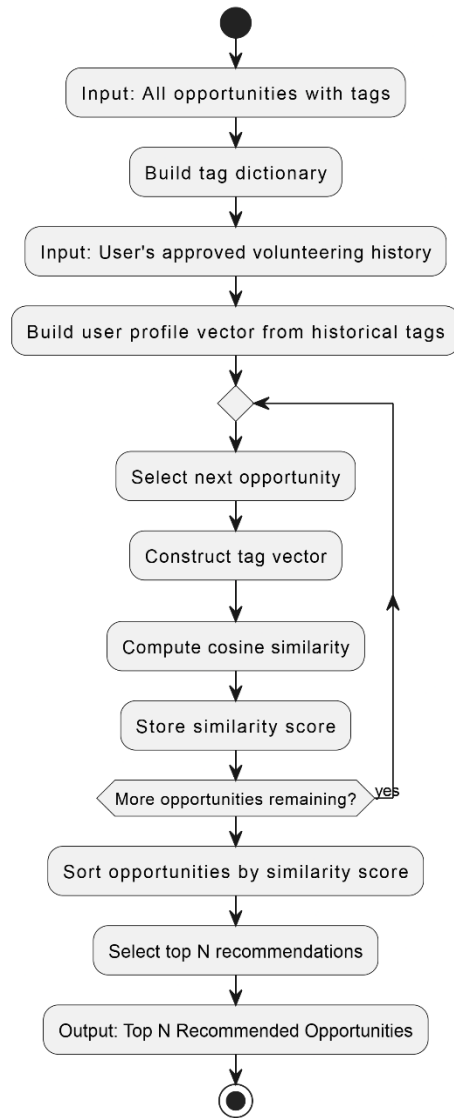 Input: All opportunities with tags
Build tag dictionary
Input: User's approved volunteering history
Build user profile vector from historical tags
Select next opportunity
Construct tag vector
Compute cosine similarity
Store similarity score
More opportunities remaining?
yes
Sort opportunities by similarity score
Select top N recommendations
Output: Top N Recommended Opportunities